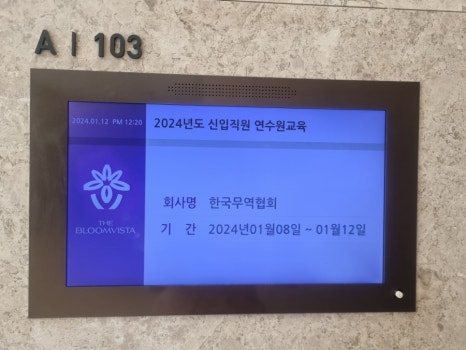 A | 103
2024.01.12 PM 12:20
2024년도 신입직원 연수원교육
회사명 한국무역협회
기 간 2024년01월08일 ~ 01월12일
THE
BLOOMVISTA